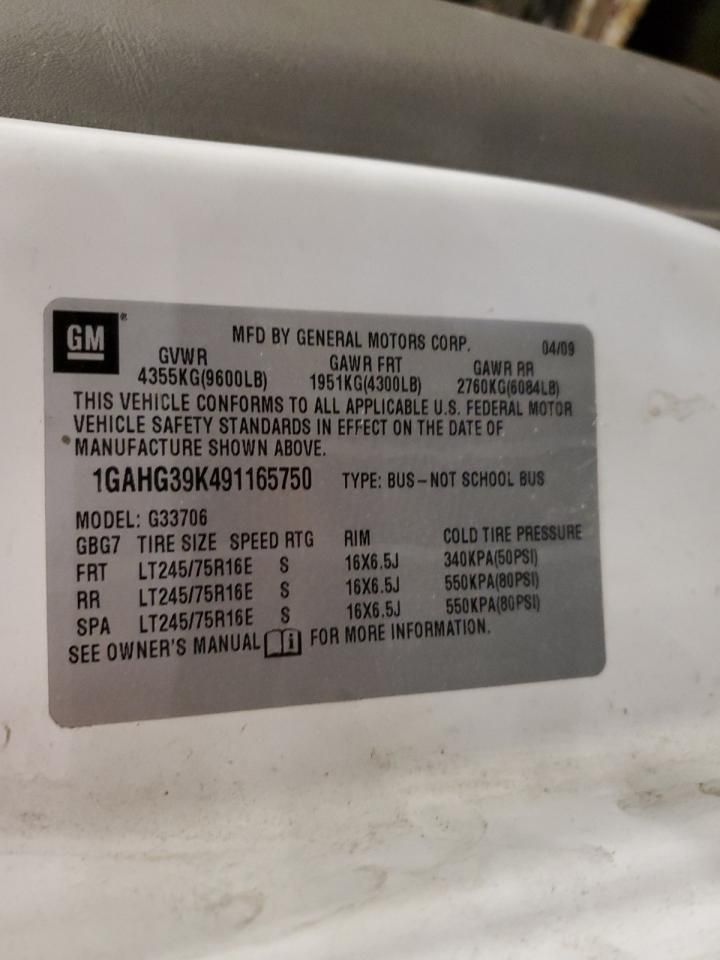 GM
MFD BY GENERAL MOTORS CORP. 04/09
GVWR GAWR FRT GAWR RR
4355KG(9600LB) 1951KG(4300LB) 2760KG(6084LB)
THIS VEHICLE CONFORMS TO ALL APPLICABLE U.S. FEDERAL MOTOR
VEHICLE SAFETY STANDARDS IN EFFECT ON THE DATE OF
MANUFACTURE SHOWN ABOVE.
1GAHG39K491165750 TYPE: BUS-NOT SCHOOL BUS
MODEL: G33706
GBG7 TIRE SIZE SPEED RTG RIM COLD TIRE PRESSURE
FRT LT245/75R16E S 16X6.5J 340KPA(50PSI)
RR LT245/75R16E S 16X6.5J 550KPA(80PSI)
SPA LT245/75R16E S 16X6.5J 550KPA(80PSI)
SEE OWNER'S MANUAL i FOR MORE INFORMATION.